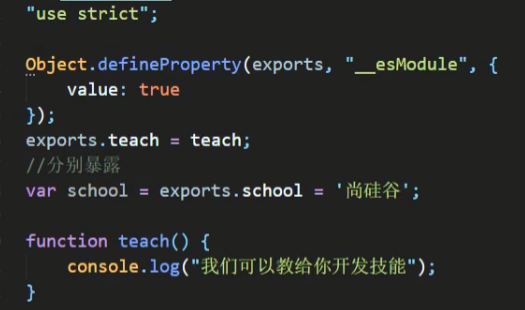 "use strict";
Object.defineProperty(exports, "__esModule", {
    value: true
});
exports.teach = teach;
//分别暴露
var school = exports.school = '尚硅谷';
function teach() {
    console.log("我们可以教给你开发技能");
}